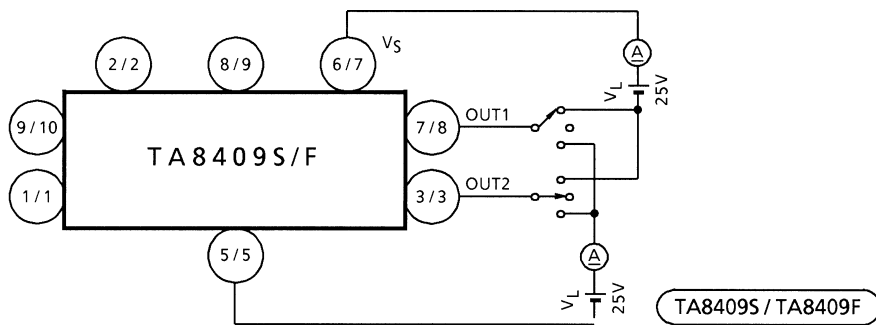 2 / 2
8 / 9
6 / 7
VS
A
VL
25V
9 / 10
7 / 8
OUT1
TA8409S/F
1 / 1
3 / 3
OUT2
5 / 5
A
VL
25V
TA8409S / TA8409F